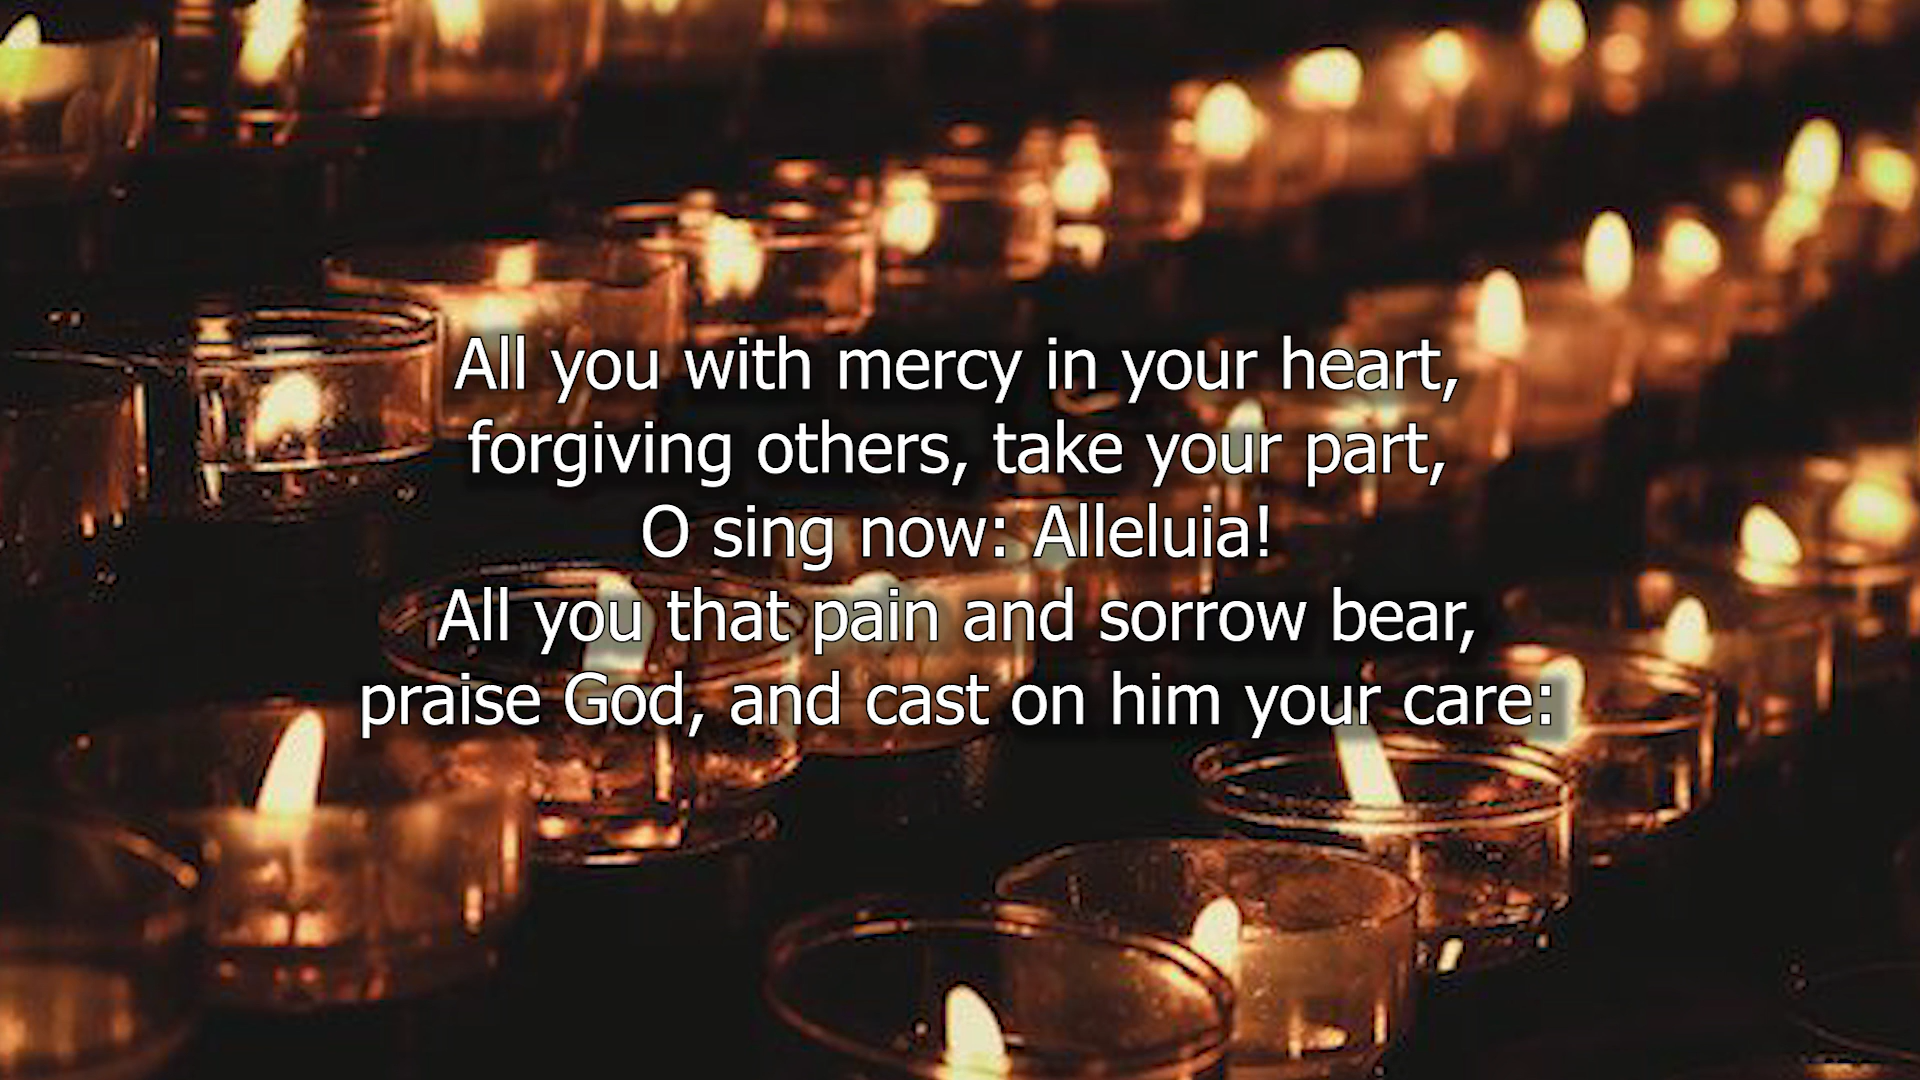 All you with mercy in your heart,
forgiving others, take your part,
O sing now: Alleluia!
All you that pain and sorrow bear,
praise God, and cast on him your care: